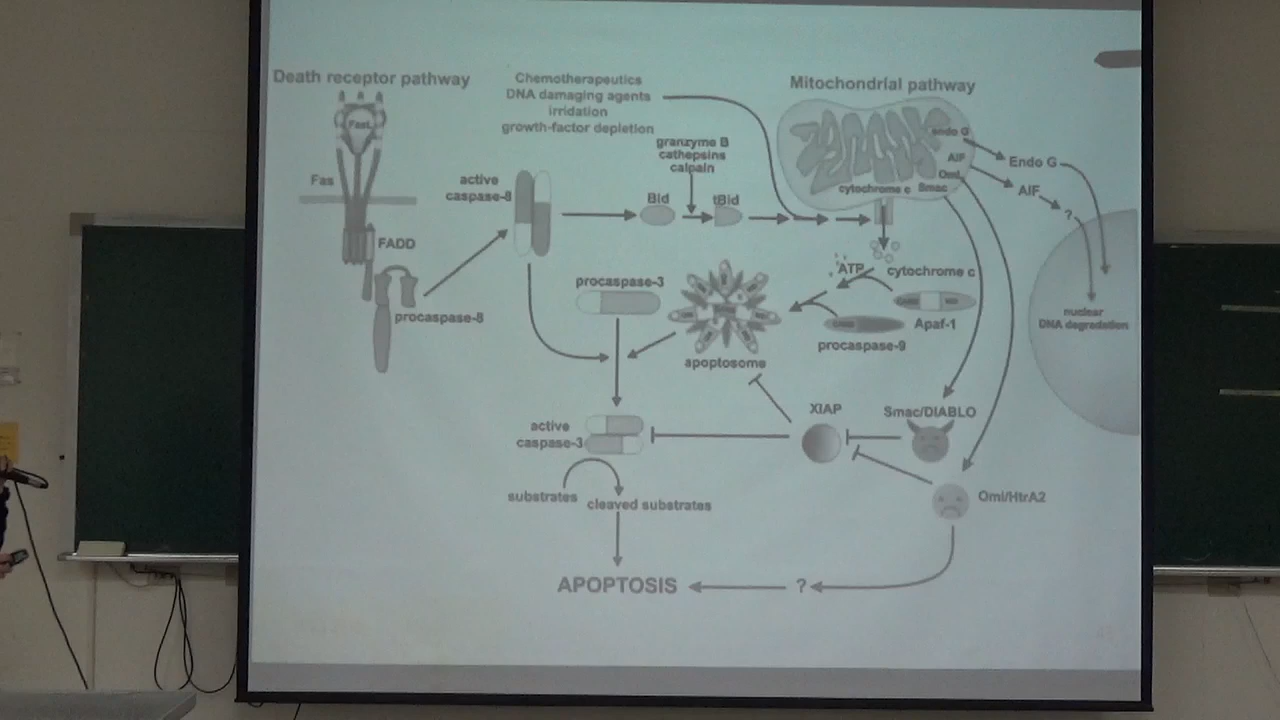 Death receptor pathway
Chemotherapeutics
DNA damaging agents
irridation
growth-factor depletion
Mitochondrial pathway
FasL
Fas
FADD
procaspase-8
active
caspase-8
granzyme B
cathepsins
calpain
Bid
tBid
endo G
AIF
Omi
cytochrome c Smac
Endo G
AIF
?
nuclear
DNA degradation
ATP
cytochrome c
Apaf-1
procaspase-9
procaspase-3
apoptosome
XIAP
Smac/DIABLO
active
caspase-3
Omi/HtrA2
substrates
cleaved substrates
APOPTOSIS
?